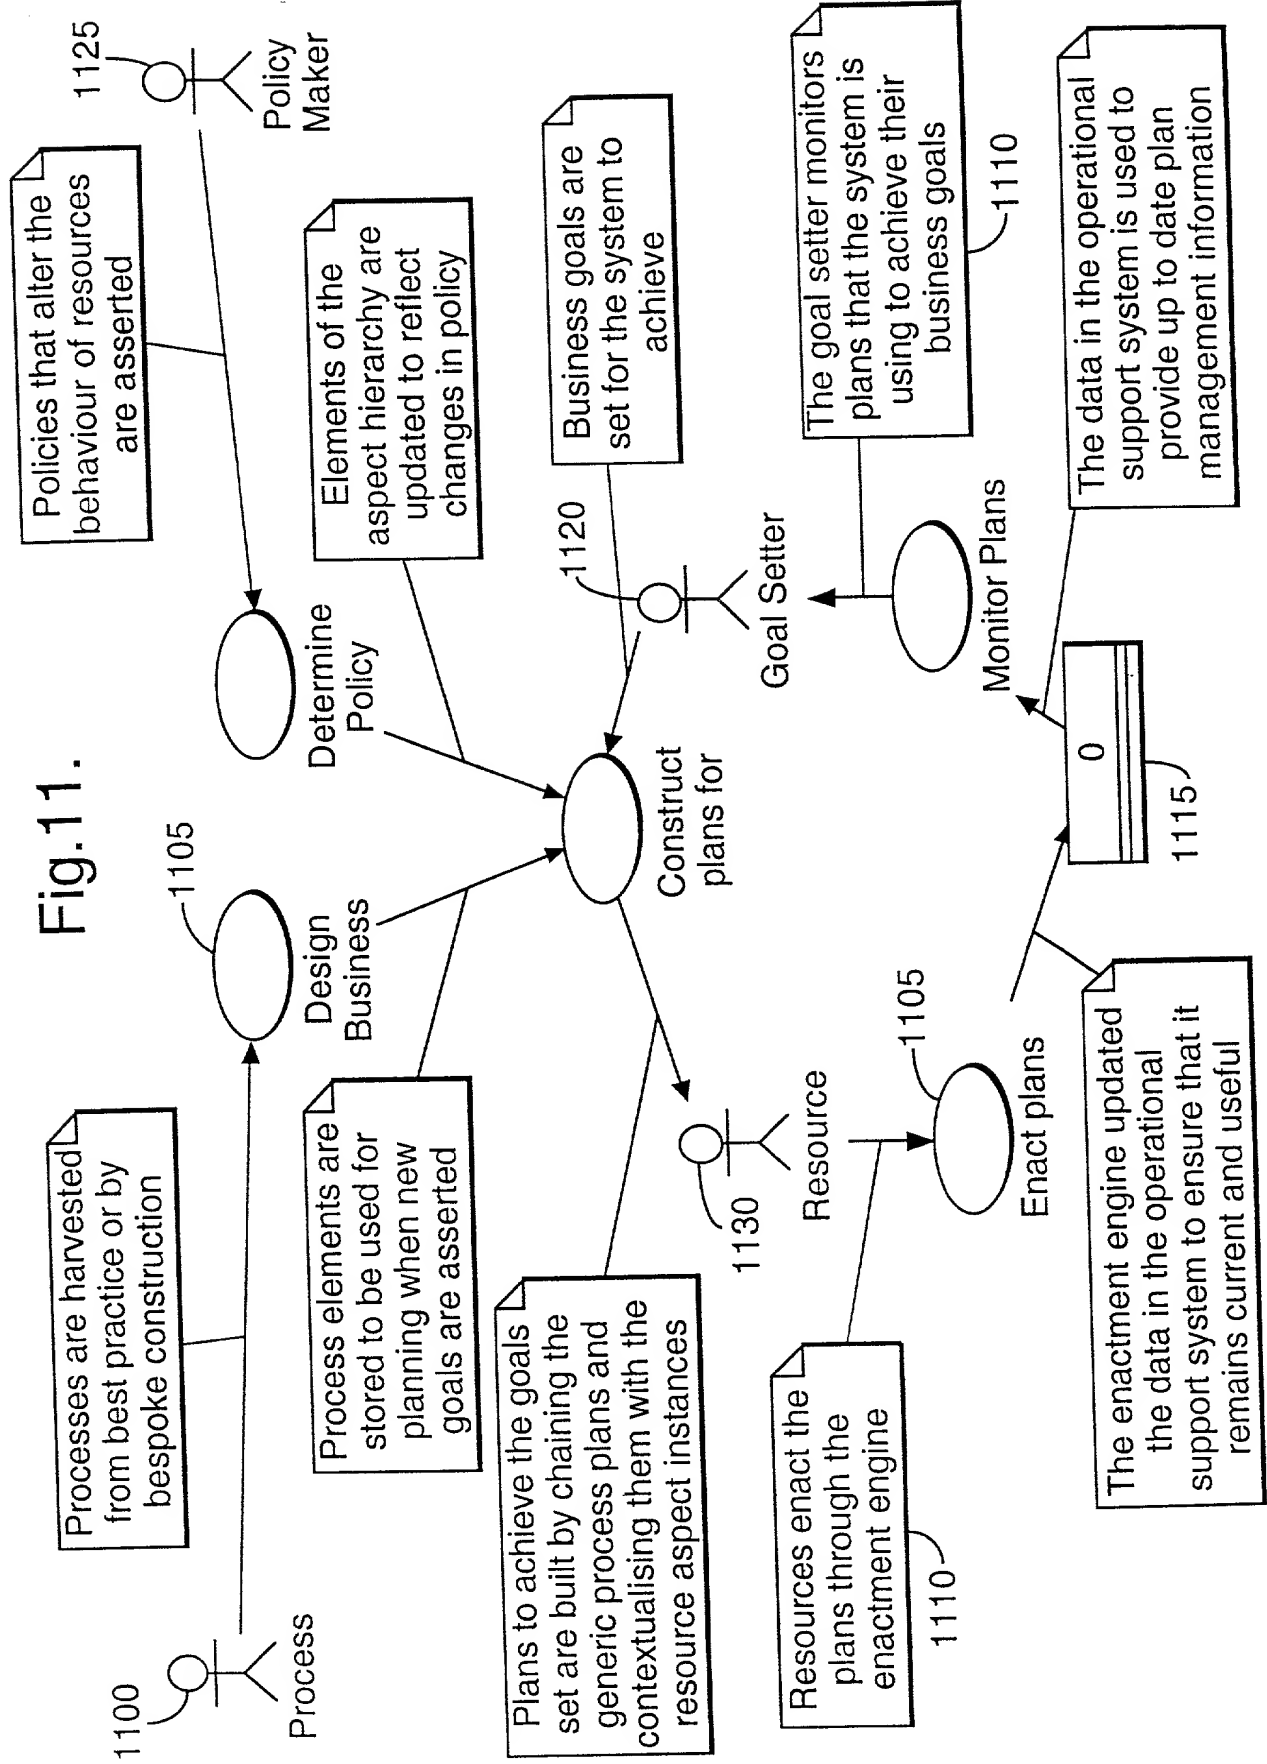 Fig.11.
1100
Process
Processes are harvested
from best practice or by
bespoke construction
1105
Design
Business
Determine
Policy
Policies that alter the
behaviour of resources
are asserted
1125
Policy
Maker
Process elements are
stored to be used for
planning when new
goals are asserted
Elements of the
aspect hierarchy are
updated to reflect
changes in policy
Plans to achieve the goals
set are built by chaining the
generic process plans and
contextualising them with the
resource aspect instances
Construct
plans for
1120
Goal Setter
Business goals are
set for the system to
achieve
1130
Resource
Resources enact the
plans through the
enactment engine
1110
1105
Enact plans
Monitor Plans
The goal setter monitors
plans that the system is
using to achieve their
business goals
1110
The enactment engine updated
the data in the operational
support system to ensure that it
remains current and useful
0
1115
The data in the operational
support system is used to
provide up to date plan
management information